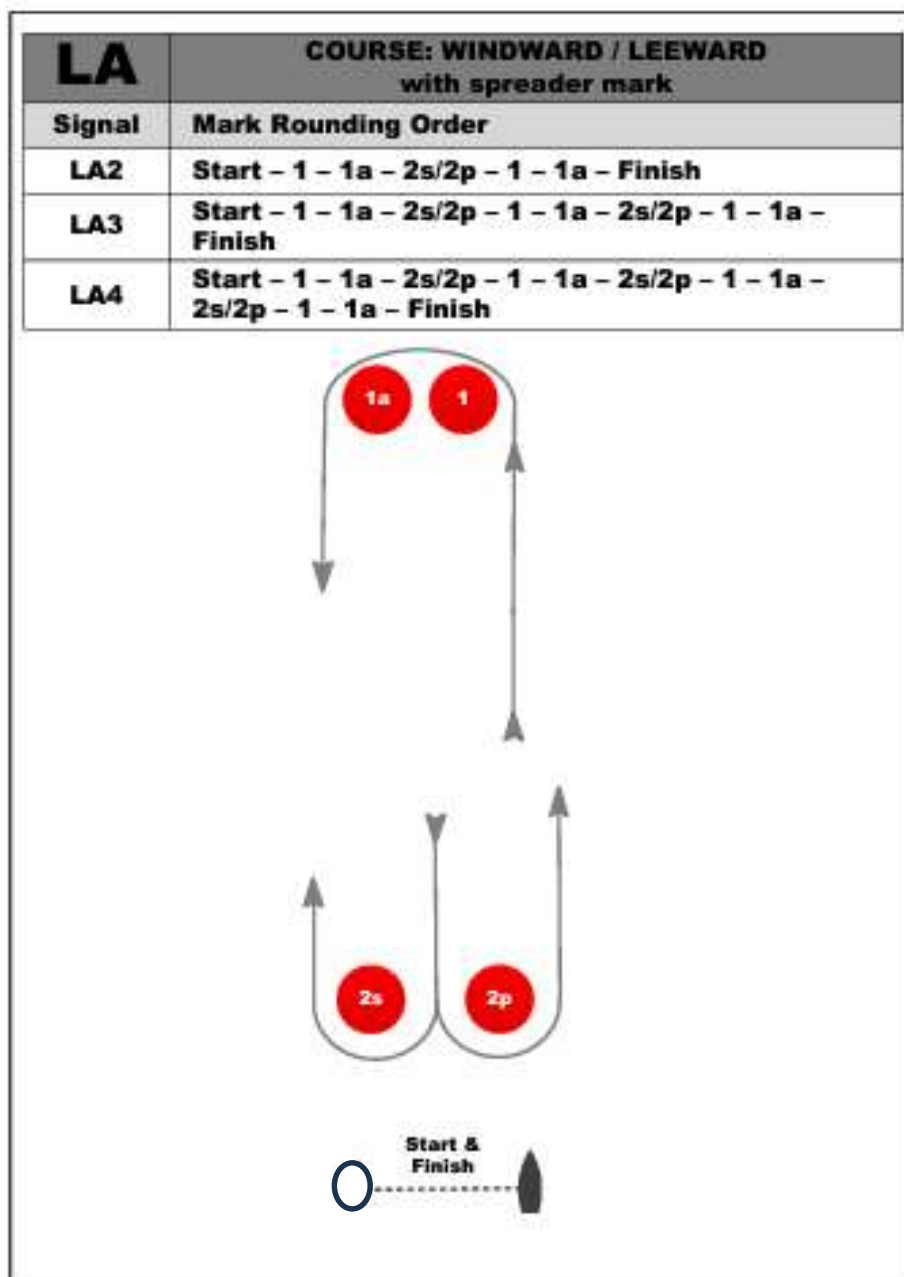 LA
COURSE: WINDWARD / LEEWARD
with spreader mark
Signal Mark Rounding Order
LA2 Start – 1 – 1a – 2s/2p – 1 – 1a – Finish
LA3 Start – 1 – 1a – 2s/2p – 1 – 1a – 2s/2p – 1 – 1a –
Finish
LA4 Start – 1 – 1a – 2s/2p – 1 – 1a – 2s/2p – 1 – 1a –
2s/2p – 1 – 1a – Finish
1a 1
2s 2p
Start &
Finish